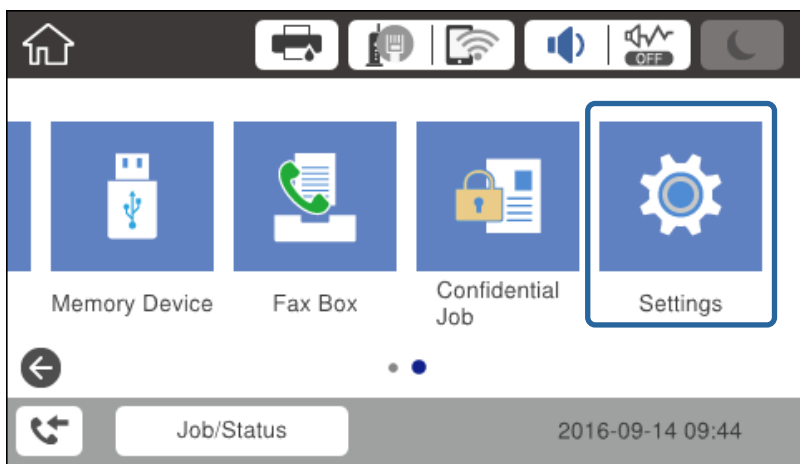 OFF
Memory Device
Fax Box
Confidential
Job
Settings
Job/Status
2016-09-14 09:44